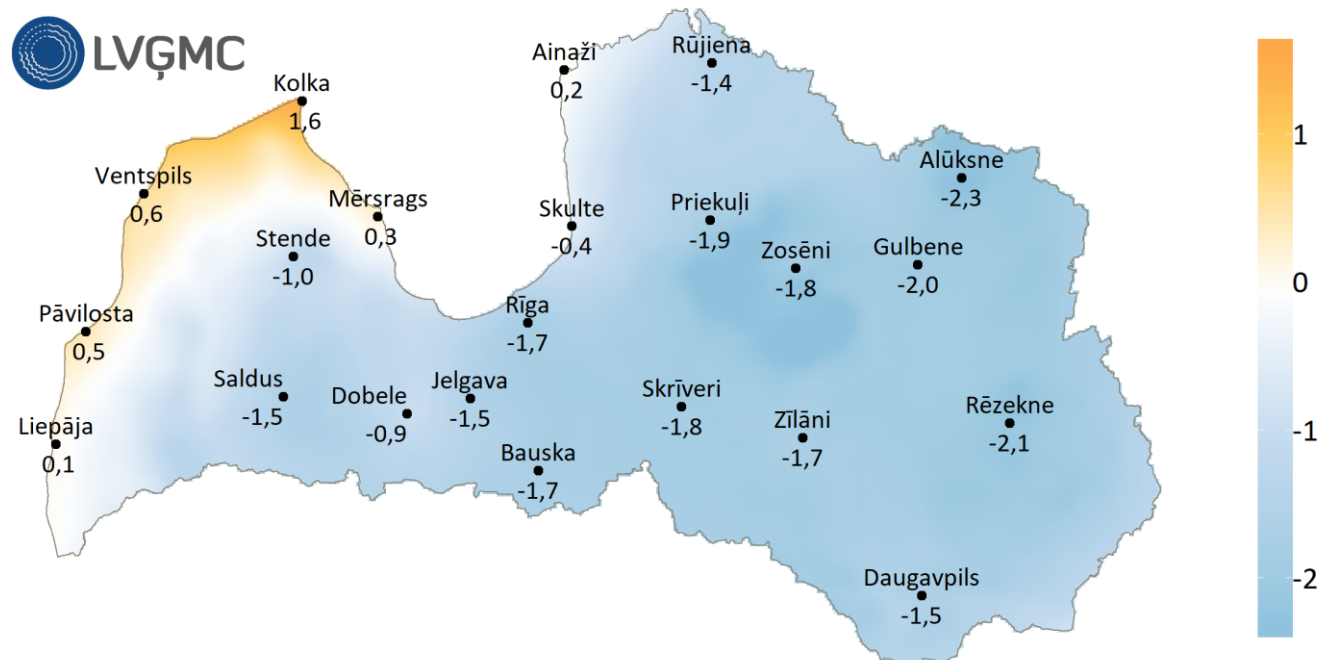 LVĢMC
Ainaži
0,2
Rūjiena
-1,4
Kolka
1,6
Ventspils
0,6
Mērsrags
0,3
Stende
-1,0
Skulte
-0,4
Priekuļi
-1,9
Alūksne
-2,3
Zosēni
-1,8
Gulbene
-2,0
Pāvilosta
0,5
Rīga
-1,7
Saldus
-1,5
Dobele
-0,9
Jelgava
-1,5
Skrīveri
-1,8
Zīlāni
-1,7
Rēzekne
-2,1
Liepāja
0,1
Bauska
-1,7
Daugavpils
-1,5
1
0
-1
-2